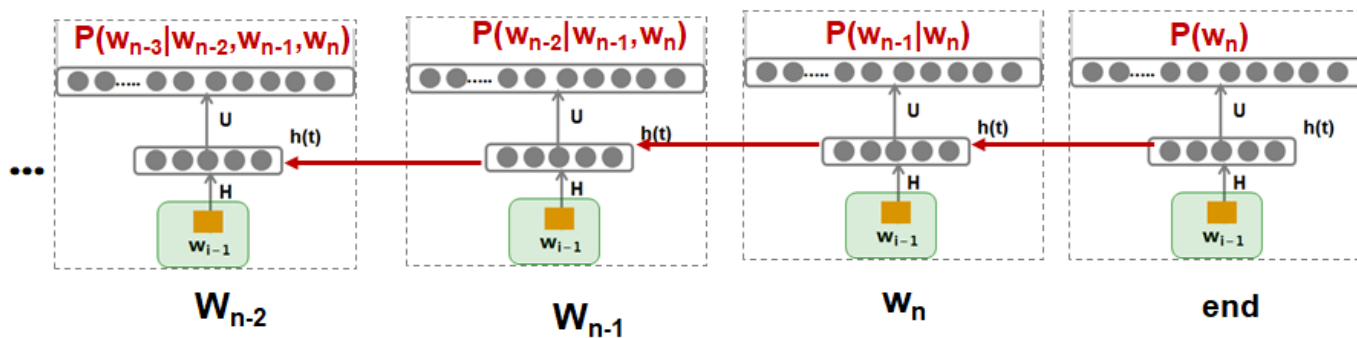 P(wn-3|wn-2,wn-1,wn) P(wn-2|wn-1,wn) P(wn-1|wn) P(wn)
..... ..... ..... .....
U U U U
h(t) h(t) h(t) h(t)
...
H H H H
wi−1 wi−1 wi−1 wi−1
Wn-2 Wn-1 wn end